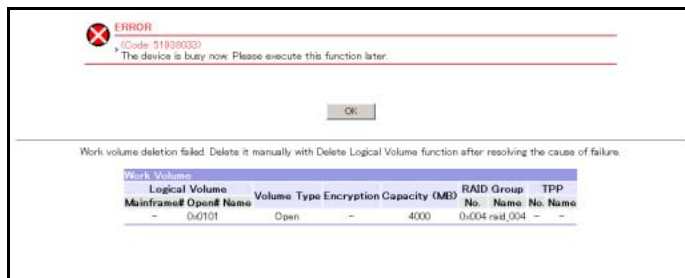 ERROR
(Code: 51938033)
The device is busy now. Please execute this function later.
OK
Work volume deletion failed. Delete it manually with Delete Logical Volume function after resolving the cause of failure.
Work Volume
Logical Volume Volume Type Encryption Capacity (MB) RAID Group TPP
Mainframe# Open# Name No. Name No. Name
- 0x0101 Open - 4000 0x004 raid_004 - -